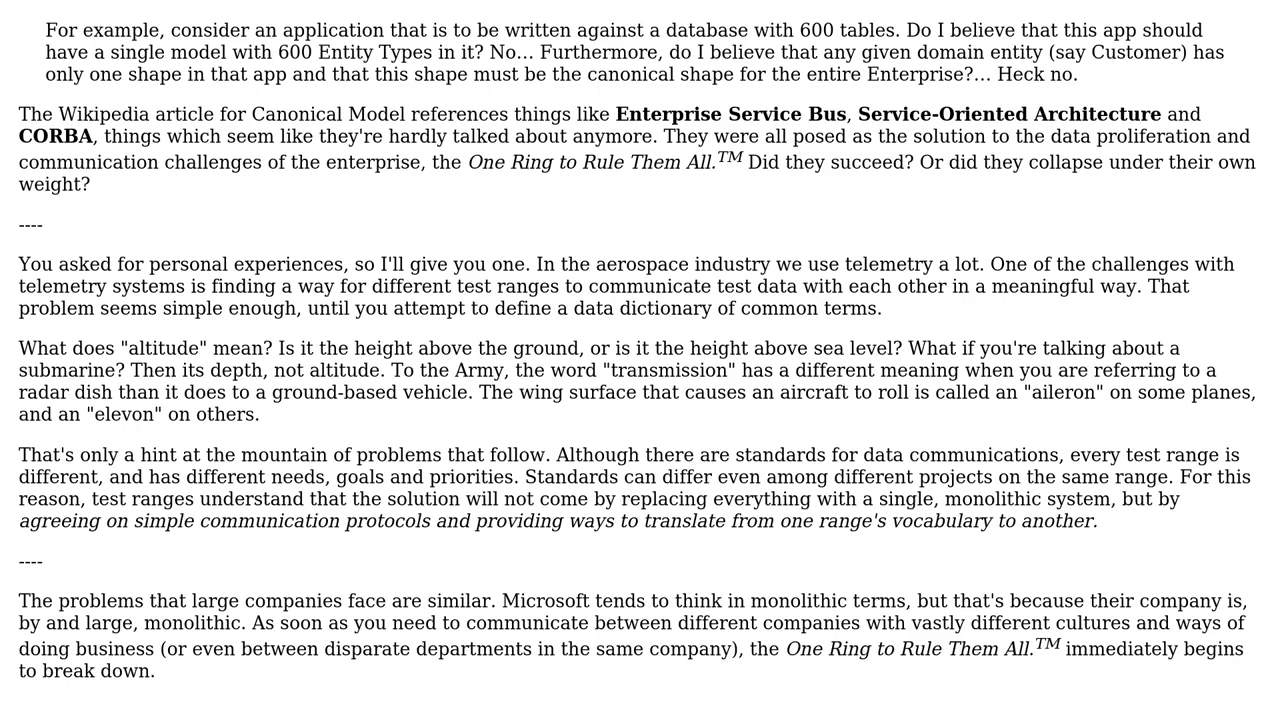 For example, consider an application that is to be written against a database with 600 tables. Do I believe that this app should
have a single model with 600 Entity Types in it? No… Furthermore, do I believe that any given domain entity (say Customer) has
only one shape in that app and that this shape must be the canonical shape for the entire Enterprise?… Heck no.
The Wikipedia article for Canonical Model references things like Enterprise Service Bus, Service-Oriented Architecture and
CORBA, things which seem like they're hardly talked about anymore. They were all posed as the solution to the data proliferation and
communication challenges of the enterprise, the One Ring to Rule Them All.TM Did they succeed? Or did they collapse under their own
weight?
----
You asked for personal experiences, so I'll give you one. In the aerospace industry we use telemetry a lot. One of the challenges with
telemetry systems is finding a way for different test ranges to communicate test data with each other in a meaningful way. That
problem seems simple enough, until you attempt to define a data dictionary of common terms.
What does "altitude" mean? Is it the height above the ground, or is it the height above sea level? What if you're talking about a
submarine? Then its depth, not altitude. To the Army, the word "transmission" has a different meaning when you are referring to a
radar dish than it does to a ground-based vehicle. The wing surface that causes an aircraft to roll is called an "aileron" on some planes,
and an "elevon" on others.
That's only a hint at the mountain of problems that follow. Although there are standards for data communications, every test range is
different, and has different needs, goals and priorities. Standards can differ even among different projects on the same range. For this
reason, test ranges understand that the solution will not come by replacing everything with a single, monolithic system, but by
agreeing on simple communication protocols and providing ways to translate from one range's vocabulary to another.
----
The problems that large companies face are similar. Microsoft tends to think in monolithic terms, but that's because their company is,
by and large, monolithic. As soon as you need to communicate between different companies with vastly different cultures and ways of
doing business (or even between disparate departments in the same company), the One Ring to Rule Them All.TM immediately begins
to break down.